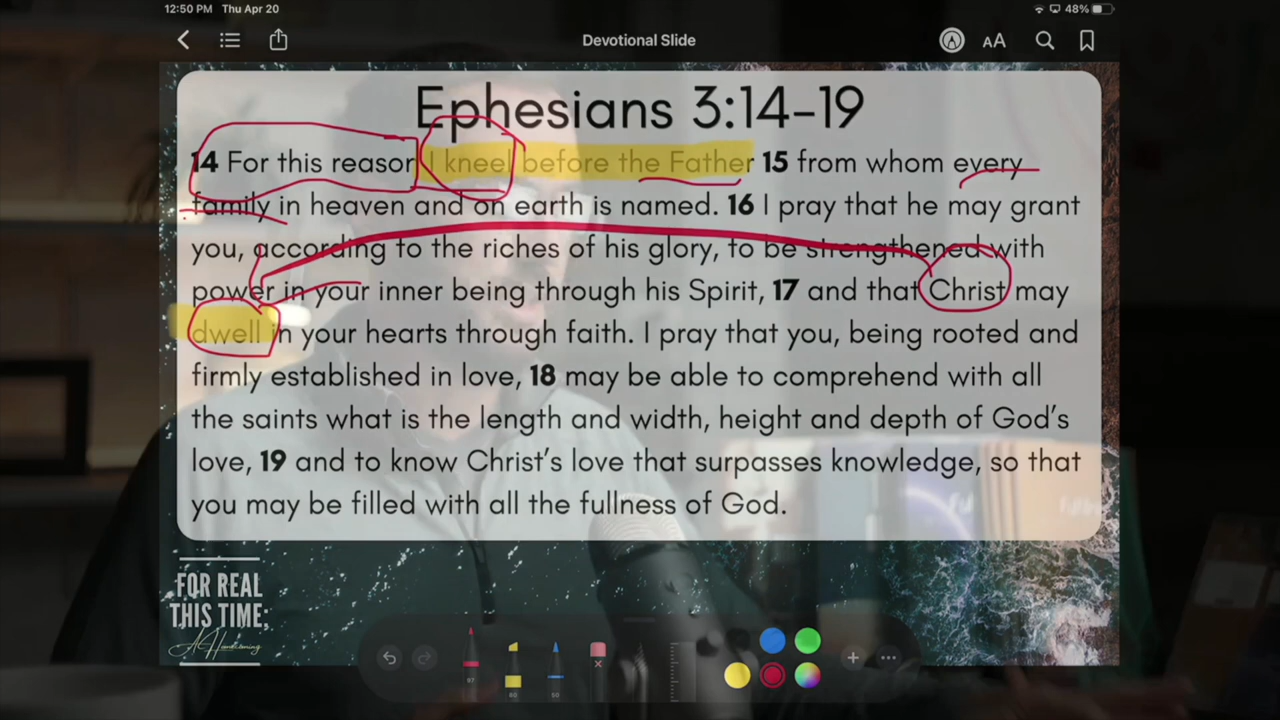 12:50 PM Thu Apr 20
48%
Devotional Slide
AA
Ephesians 3:14-19
14 For this reason I kneel before the Father 15 from whom every
family in heaven and on earth is named. 16 I pray that he may grant
you, according to the riches of his glory, to be strengthened with
power in your inner being through his Spirit, 17 and that Christ may
dwell in your hearts through faith. I pray that you, being rooted and
firmly established in love, 18 may be able to comprehend with all
the saints what is the length and width, height and depth of God's
love, 19 and to know Christ's love that surpasses knowledge, so that
you may be filled with all the fullness of God.
FOR REAL
THIS TIME;
A Homecoming